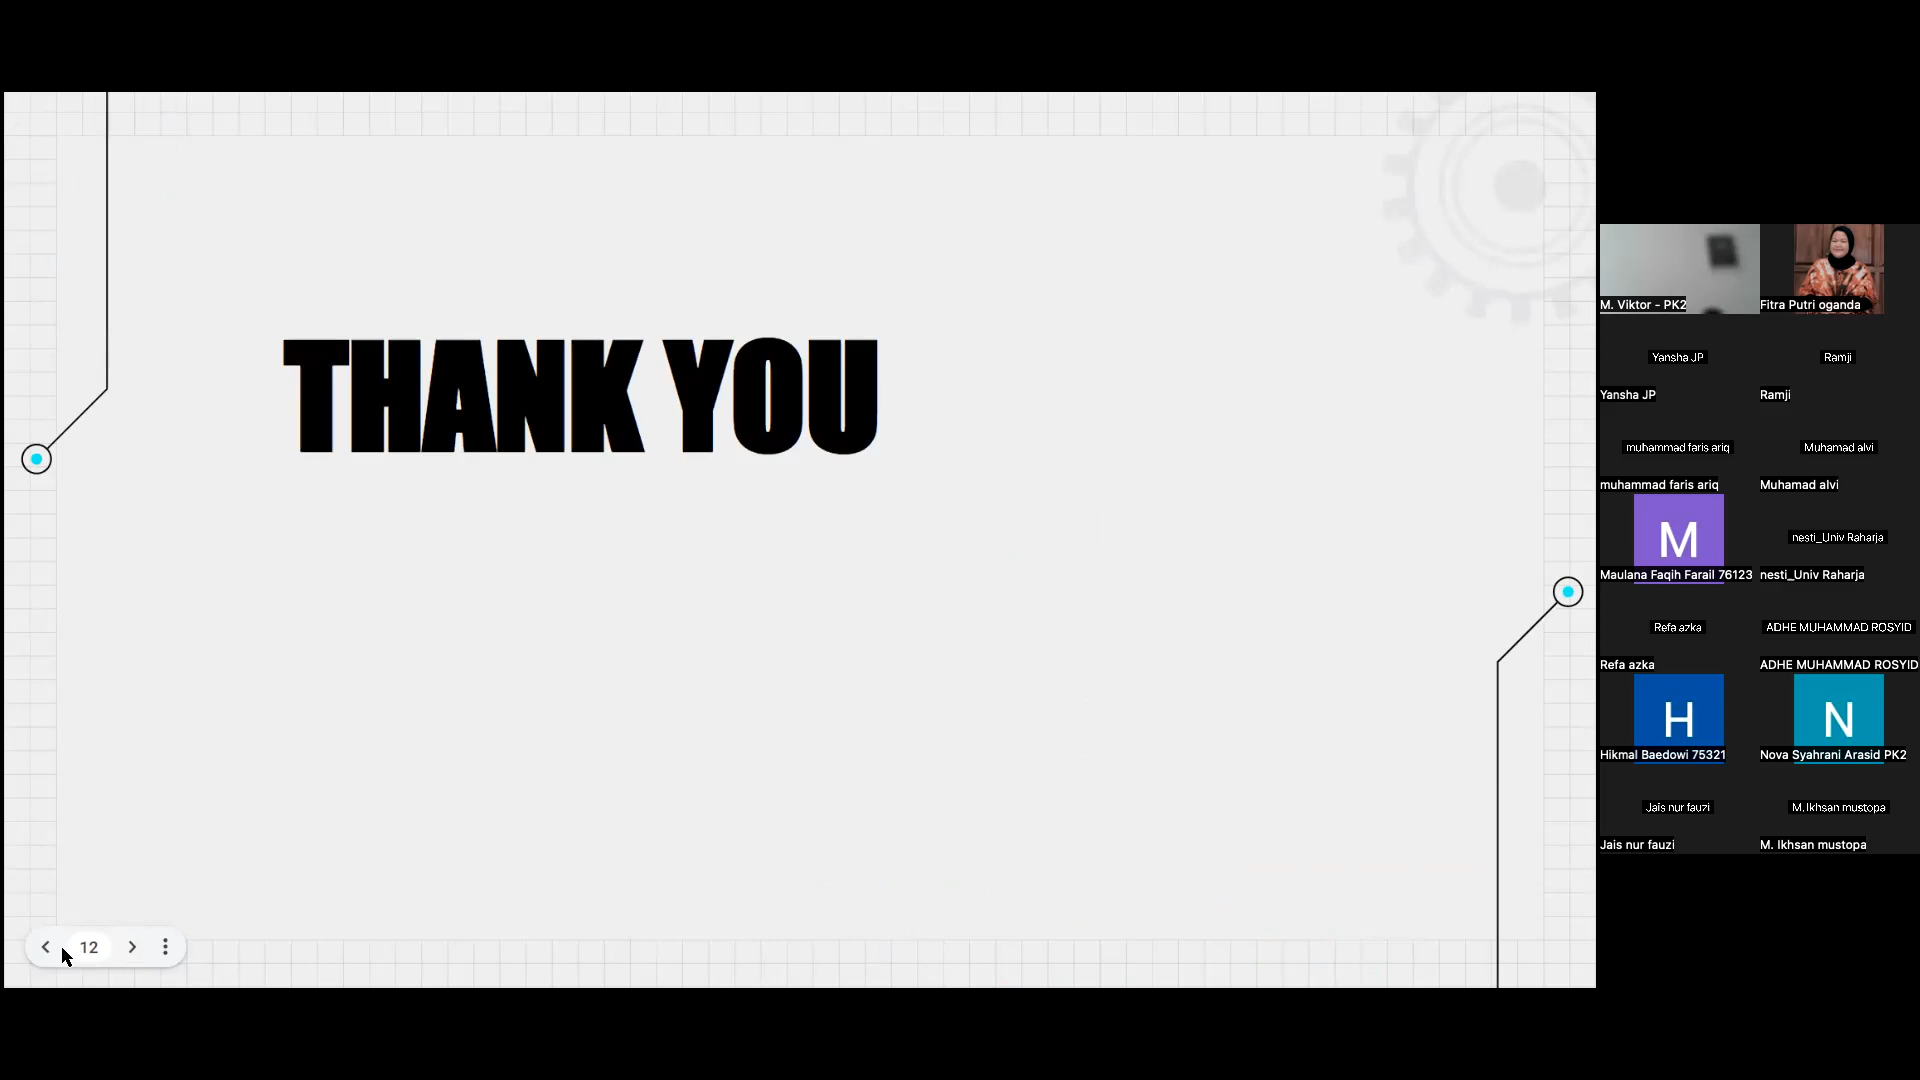 THANK YOU
12
M. Viktor - PK2
Fitra Putri oganda
Yansha JP
Ramji
Yansha JP
Ramji
muhammad faris ariq
Muhamad alvi
muhammad faris ariq
Muhamad alvi
M
nesti_Univ Raharja
Maulana Faqih Farail 76123
nesti_Univ Raharja
Refa azka
ADHE MUHAMMAD ROSYID
Refa azka
ADHE MUHAMMAD ROSYID
H
N
Hikmal Baedowi 75321
Nova Syahrani Arasid PK2
Jais nur fauzi
M. Ikhsan mustopa
Jais nur fauzi
M. Ikhsan mustopa